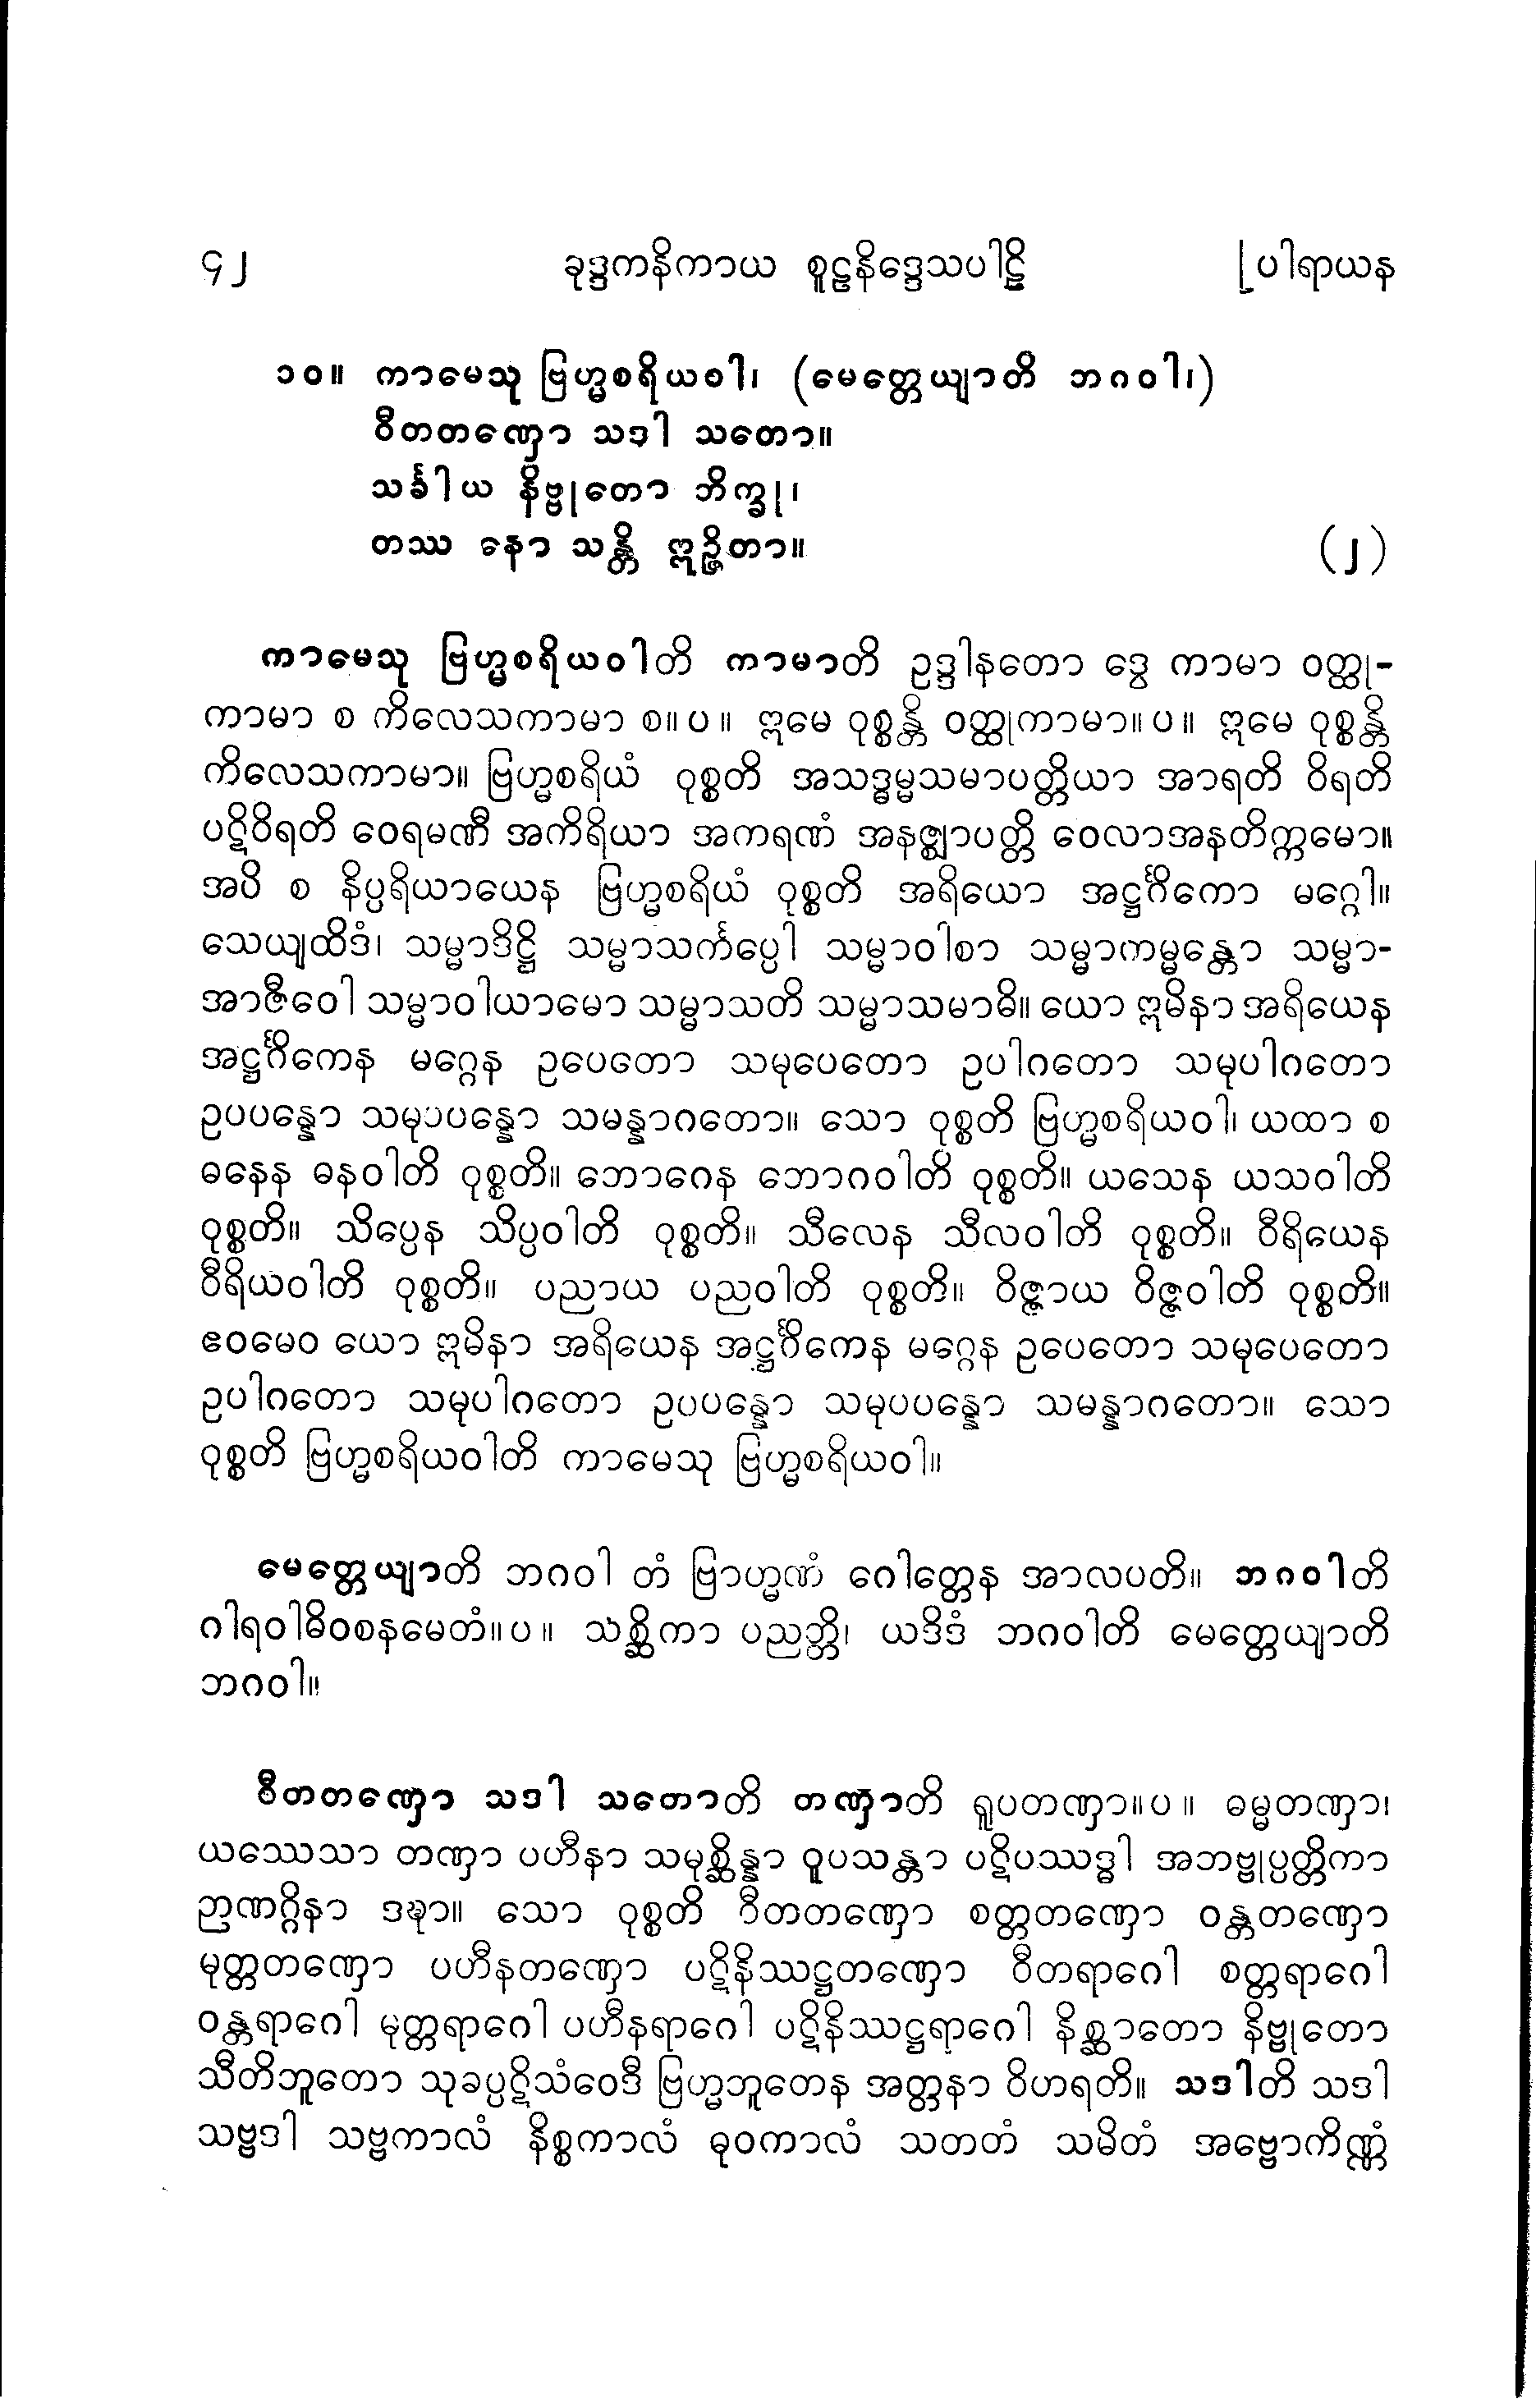 ၄၂ ခုဒ္ဒကနိကာယ စူဠနိဒ္ဒေသပါဠိ [ပါရာယန
၁၀။ ကာမေသု ဗြဟ္မစရိယဝါ၊ (မေတ္တေယျာတိ ဘဂဝါ၊)
ဝီတတဏှော သဒါ သတော။
သင်္ခါယ နိဗ္ဗုတော ဘိက္ခု၊
တဿ နော သန္တိ ဣဉ္ဇိတာ။ (၂)
ကာမေသု ဗြဟ္မစရိယဝါတိ ကာမာတိ ဥဒ္ဒါနတော ဒွေ ကာမာ ဝတ္ထု-
ကာမာ စ ကိလေသကာမာ စ။ပ။ ဣမေ ဝုစ္စန္တိ ဝတ္ထုကာမာ။ပ။ ဣမေ ဝုစ္စန္တိ
ကိလေသကာမာ။ ဗြဟ္မစရိယံ ဝုစ္စတိ အသဒ္ဓမ္မသမာပတ္တိယာ အာရတိ ဝိရတိ
ပဋိဝိရတိ ဝေရမဏီ အကိရိယာ အကရဏံ အနဇ္ဈာပတ္တိ ဝေလာအနတိက္ကမော။
အပိ စ နိပ္ပရိယာယေန ဗြဟ္မစရိယံ ဝုစ္စတိ အရိယော အဋ္ဌင်္ဂိကော မဂ္ဂေါ။
သေယျထိဒံ၊ သမ္မာဒိဋ္ဌိ သမ္မာသင်္ကပ္ပေါ သမ္မာဝါစာ သမ္မာကမ္မန္တော သမ္မာ-
အာဇီဝေါ သမ္မာဝါယာမော သမ္မာသတိ သမ္မာသမာဓိ။ ယော ဣမိနာ အရိယေန
အဋ္ဌင်္ဂိကေန မဂ္ဂေန ဥပေတော သမုပေတော ဥပါဂတော သမုပါဂတော
ဥပပန္နော သမုပပန္နော သမန္နာဂတော။ သော ဝုစ္စတိ ဗြဟ္မစရိယဝါ၊ ယထာ စ
ဓနေန ဓနဝါတိ ဝုစ္စတိ။ ဘောဂေန ဘောဂဝါတိ ဝုစ္စတိ။ ယသေန ယသဝါတိ
ဝုစ္စတိ။ သိပ္ပေန သိပ္ပဝါတိ ဝုစ္စတိ။ သီလေန သီလဝါတိ ဝုစ္စတိ။ ဝီရိယေန
ဝီရိယဝါတိ ဝုစ္စတိ။ ပညာယ ပညဝါတိ ဝုစ္စတိ။ ဝိဇ္ဇာယ ဝိဇ္ဇဝါတိ ဝုစ္စတိ။
ဧဝမေဝ ယော ဣမိနာ အရိယေန အဋ္ဌင်္ဂိကေန မဂ္ဂေန ဥပေတော သမုပေတော
ဥပါဂတော သမုပါဂတော ဥပပန္နော သမုပပန္နော သမန္နာဂတော။ သော
ဝုစ္စတိ ဗြဟ္မစရိယဝါတိ ကာမေသု ဗြဟ္မစရိယဝါ။
မေတ္တေယျာတိ ဘဂဝါ တံ ဗြာဟ္မဏံ ဂေါတ္တေန အာလပတိ။ ဘဂဝါတိ
ဂါရဝါဓိဝစနမေတံ။ပ။ သစ္ဆိကာ ပညတ္တိ၊ ယဒိဒံ ဘဂဝါတိ မေတ္တေယျာတိ
ဘဂဝါ။
ဝီတတဏှော သဒါ သတောတိ တဏှာတိ ရူပတဏှာ။ပ။ ဓမ္မတဏှာ၊
ယဿေသာ တဏှာ ပဟီနာ သမုစ္ဆိန္နာ ဝူပသန္တာ ပဋိပဿဒ္ဓါ အဘဗ္ဗုပ္ပတ္တိကာ
ဉာဏဂ္ဂိနာ ဒဍ္ဎာ။ သော ဝုစ္စတိ ဝီတတဏှော စတ္တတဏှော ဝန္တတဏှော
မုတ္တတဏှော ပဟီနတဏှော ပဋိနိဿဋ္ဌတဏှော ဝီတရာဂေါ စတ္တရာဂေါ
ဝန္တရာဂေါ မုတ္တရာဂေါ ပဟီနရာဂေါ ပဋိနိဿဋ္ဌရာဂေါ နိစ္ဆာတော နိဗ္ဗုတော
သီတိဘူတော သုခပ္ပဋိသံဝေဒီ ဗြဟ္မဘူတေန အတ္တနာ ဝိဟရတိ။ သဒါတိ သဒါ
သဗ္ဗဒါ သဗ္ဗကာလံ နိစ္စကာလံ ဓုဝကာလံ သတတံ သမိတံ အဗ္ဗောကိဏ္ဏံ